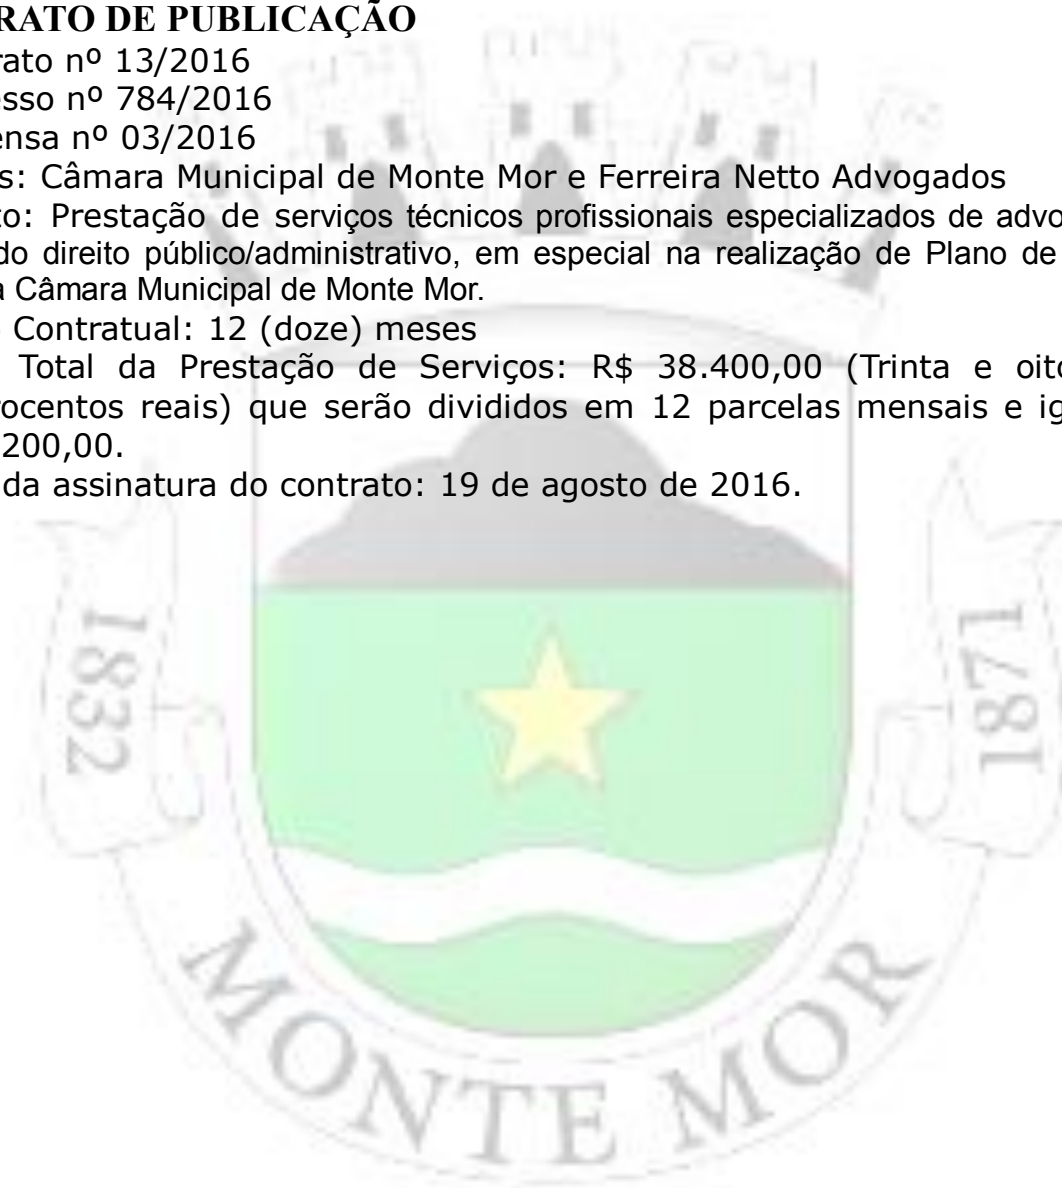 RATO DE PUBLICAÇÃO
rato nº 13/2016
esso nº 784/2016
ensa nº 03/2016
s: Câmara Municipal de Monte Mor e Ferreira Netto Advogados
to: Prestação de serviços técnicos profissionais especializados de advo
do direito público/administrativo, em especial na realização de Plano de
a Câmara Municipal de Monte Mor.
Contratual: 12 (doze) meses
Total da Prestação de Serviços: R$ 38.400,00 (Trinta e oito
rocentos reais) que serão divididos em 12 parcelas mensais e ig
200,00.
da assinatura do contrato: 19 de agosto de 2016.
1832
1871
MONTE MOR